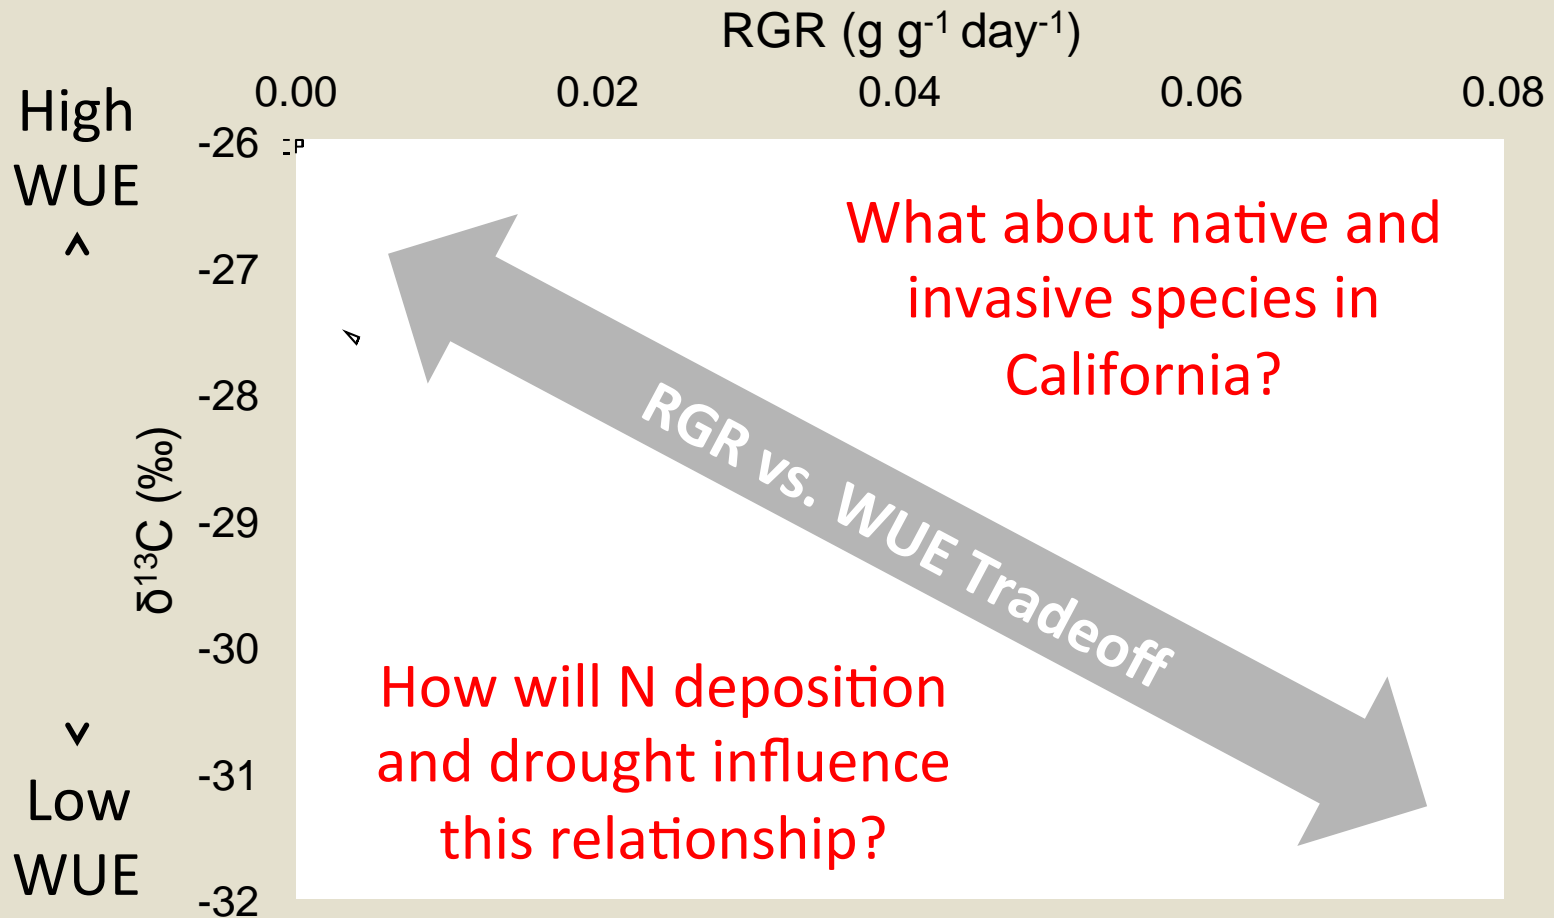 RGR (g g⁻¹ day⁻¹)
0.00 0.02 0.04 0.06 0.08
High
WUE
^
-26
-27
-28
-29
-30
-31
-32
δ¹³C (‰)
What about native and
invasive species in
California?
RGR vs. WUE Tradeoff
How will N deposition
and drought influence
this relationship?
v
Low
WUE